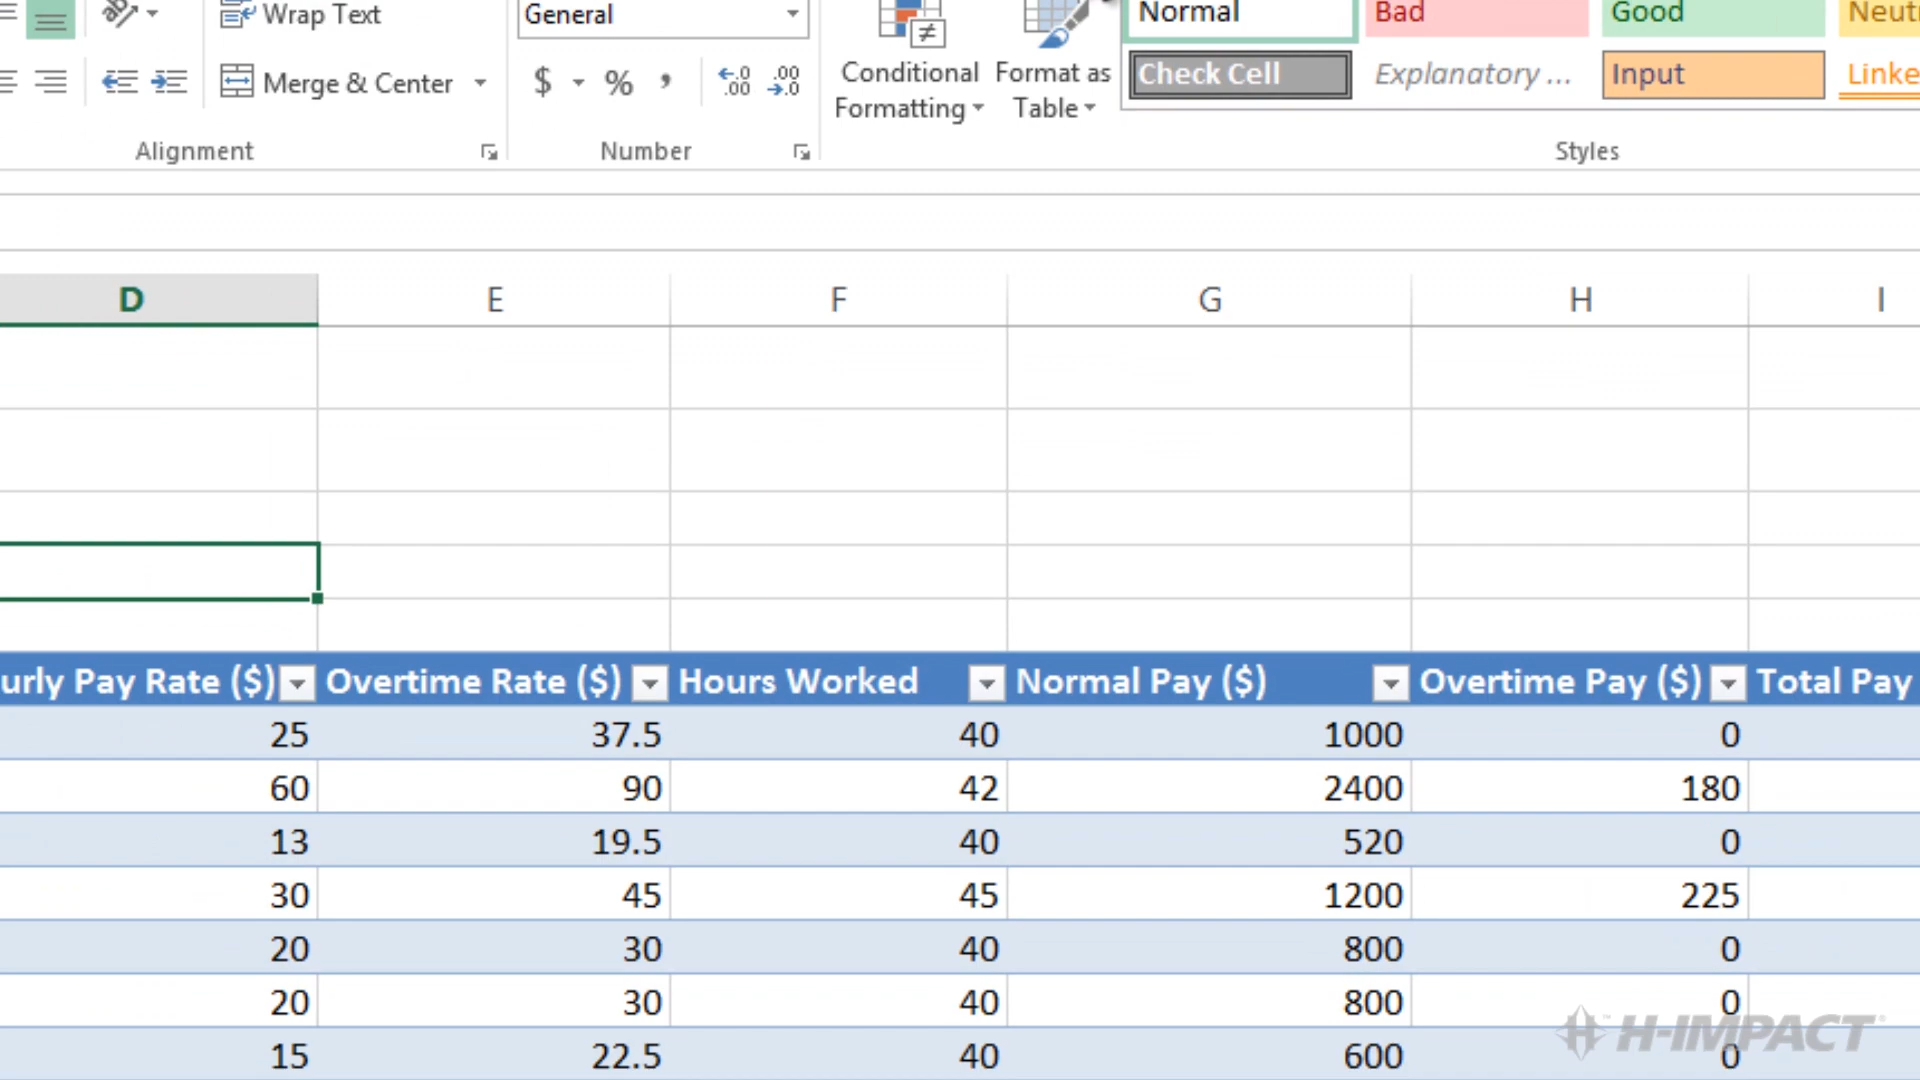 Wrap Text
General
Normal
Bad
Good
Neut
Merge & Center
$ % ,
Conditional Formatting
Format as Table
Check Cell
Explanatory ...
Input
Linke
Alignment
Number
Styles
D E F G H I
urly Pay Rate ($) Overtime Rate ($) Hours Worked Normal Pay ($) Overtime Pay ($) Total Pay
25 37.5 40 1000 0
60 90 42 2400 180
13 19.5 40 520 0
30 45 45 1200 225
20 30 40 800 0
20 30 40 800 0
15 22.5 40 600 0
H-IMPACT